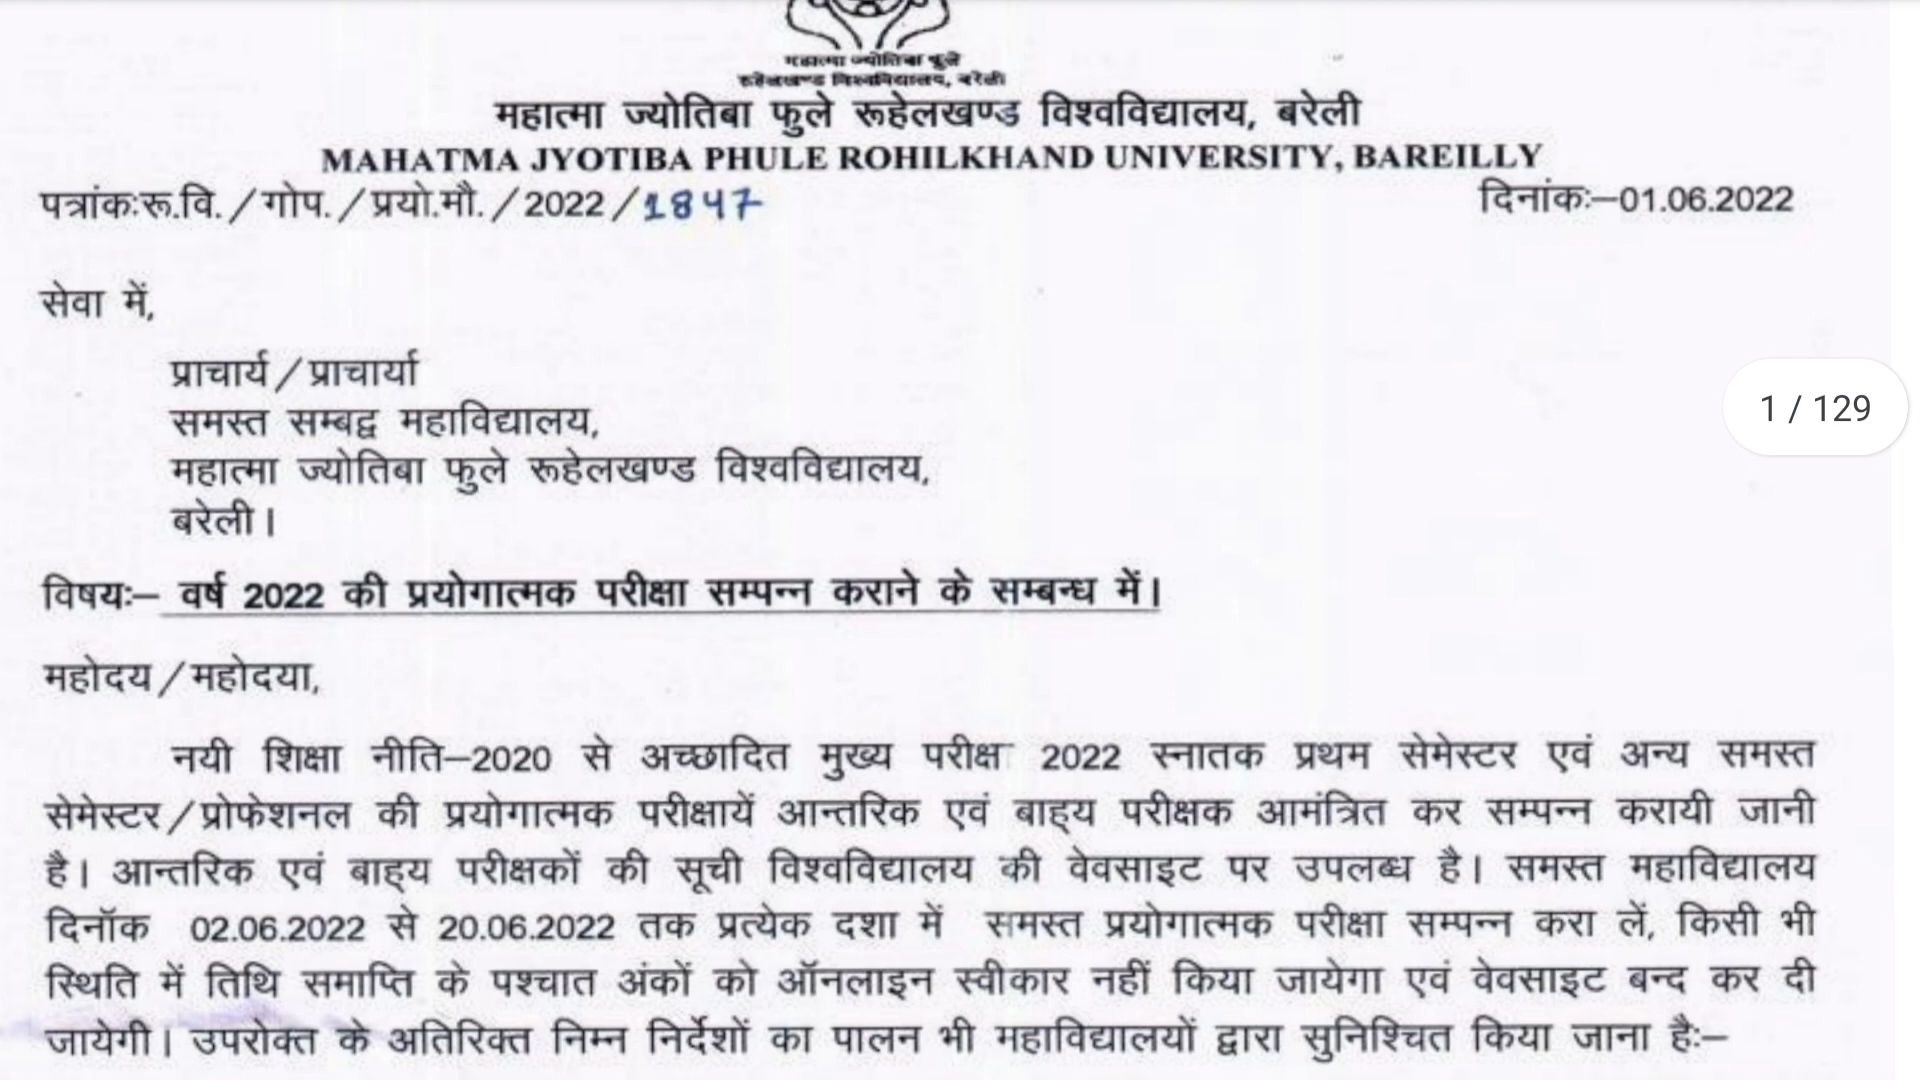 महात्मा ज्योतिबा फुले
रुहेलखण्ड विश्वविद्यालय, बरेली
महात्मा ज्योतिबा फुले रूहेलखण्ड विश्वविद्यालय, बरेली
MAHATMA JYOTIBA PHULE ROHILKHAND UNIVERSITY, BAREILLY
पत्रांकःरू.वि./गोप./प्रयो.मौ./2022/1847 दिनांकः–01.06.2022
सेवा में,
प्राचार्य/प्राचार्या
समस्त सम्बद्व महाविद्यालय,
महात्मा ज्योतिबा फुले रूहेलखण्ड विश्वविद्यालय,
1 / 129
बरेली।
विषयः– वर्ष 2022 की प्रयोगात्मक परीक्षा सम्पन्न कराने के सम्बन्ध में।
महोदय/महोदया,
नयी शिक्षा नीति–2020 से अच्छादित मुख्य परीक्षा 2022 स्नातक प्रथम सेमेस्टर एवं अन्य समस्त
सेमेस्टर/प्रोफेशनल की प्रयोगात्मक परीक्षायें आन्तरिक एवं बाह्य परीक्षक आमंत्रित कर सम्पन्न करायी जानी
है। आन्तरिक एवं बाह्य परीक्षकों की सूची विश्वविद्यालय की वेवसाइट पर उपलब्ध है। समस्त महाविद्यालय
दिनॉक 02.06.2022 से 20.06.2022 तक प्रत्येक दशा में समस्त प्रयोगात्मक परीक्षा सम्पन्न करा लें, किसी भी
स्थिति में तिथि समाप्ति के पश्चात अंकों को ऑनलाइन स्वीकार नहीं किया जायेगा एवं वेवसाइट बन्द कर दी
जायेगी। उपरोक्त के अतिरिक्त निम्न निर्देशों का पालन भी महाविद्यालयों द्वारा सुनिश्चित किया जाना हैः–